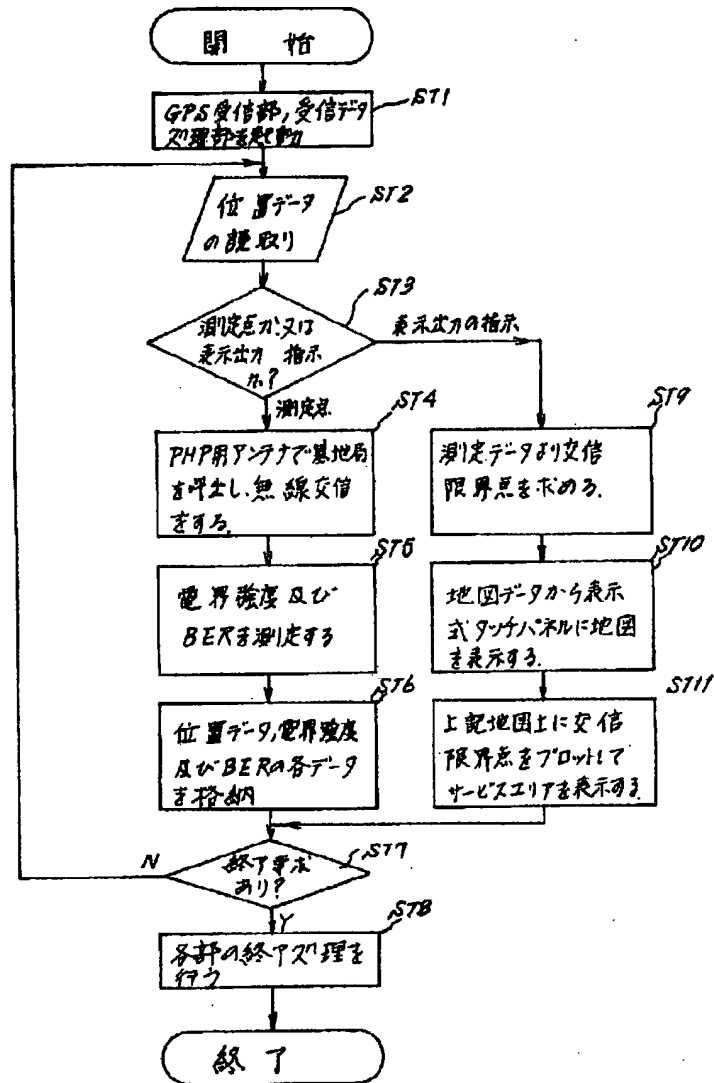 開 始
GPS受信部,受信データ
処理部を起動
ST1
位置データ
の読取り
ST2
測定点か又は
表示出力 指示
か?
ST3
表示出力の指示
測定点
PHP用アンテナで基地局
を呼出し、無線交信
をする。
ST4
測定データより交信
限界点を求める。
ST9
電界強度及び
BERを測定する
ST5
地図データから表示
式タッチパネルに地図
を表示する。
ST10
位置データ,電界強度
及びBERの各データ
を格納
ST6
上記地図上に交信
限界点をプロットして
サービスエリアを表示する。
ST11
終了要求
あり?
ST7
N
Y
各部の終了処理を
行う
ST8
終 了